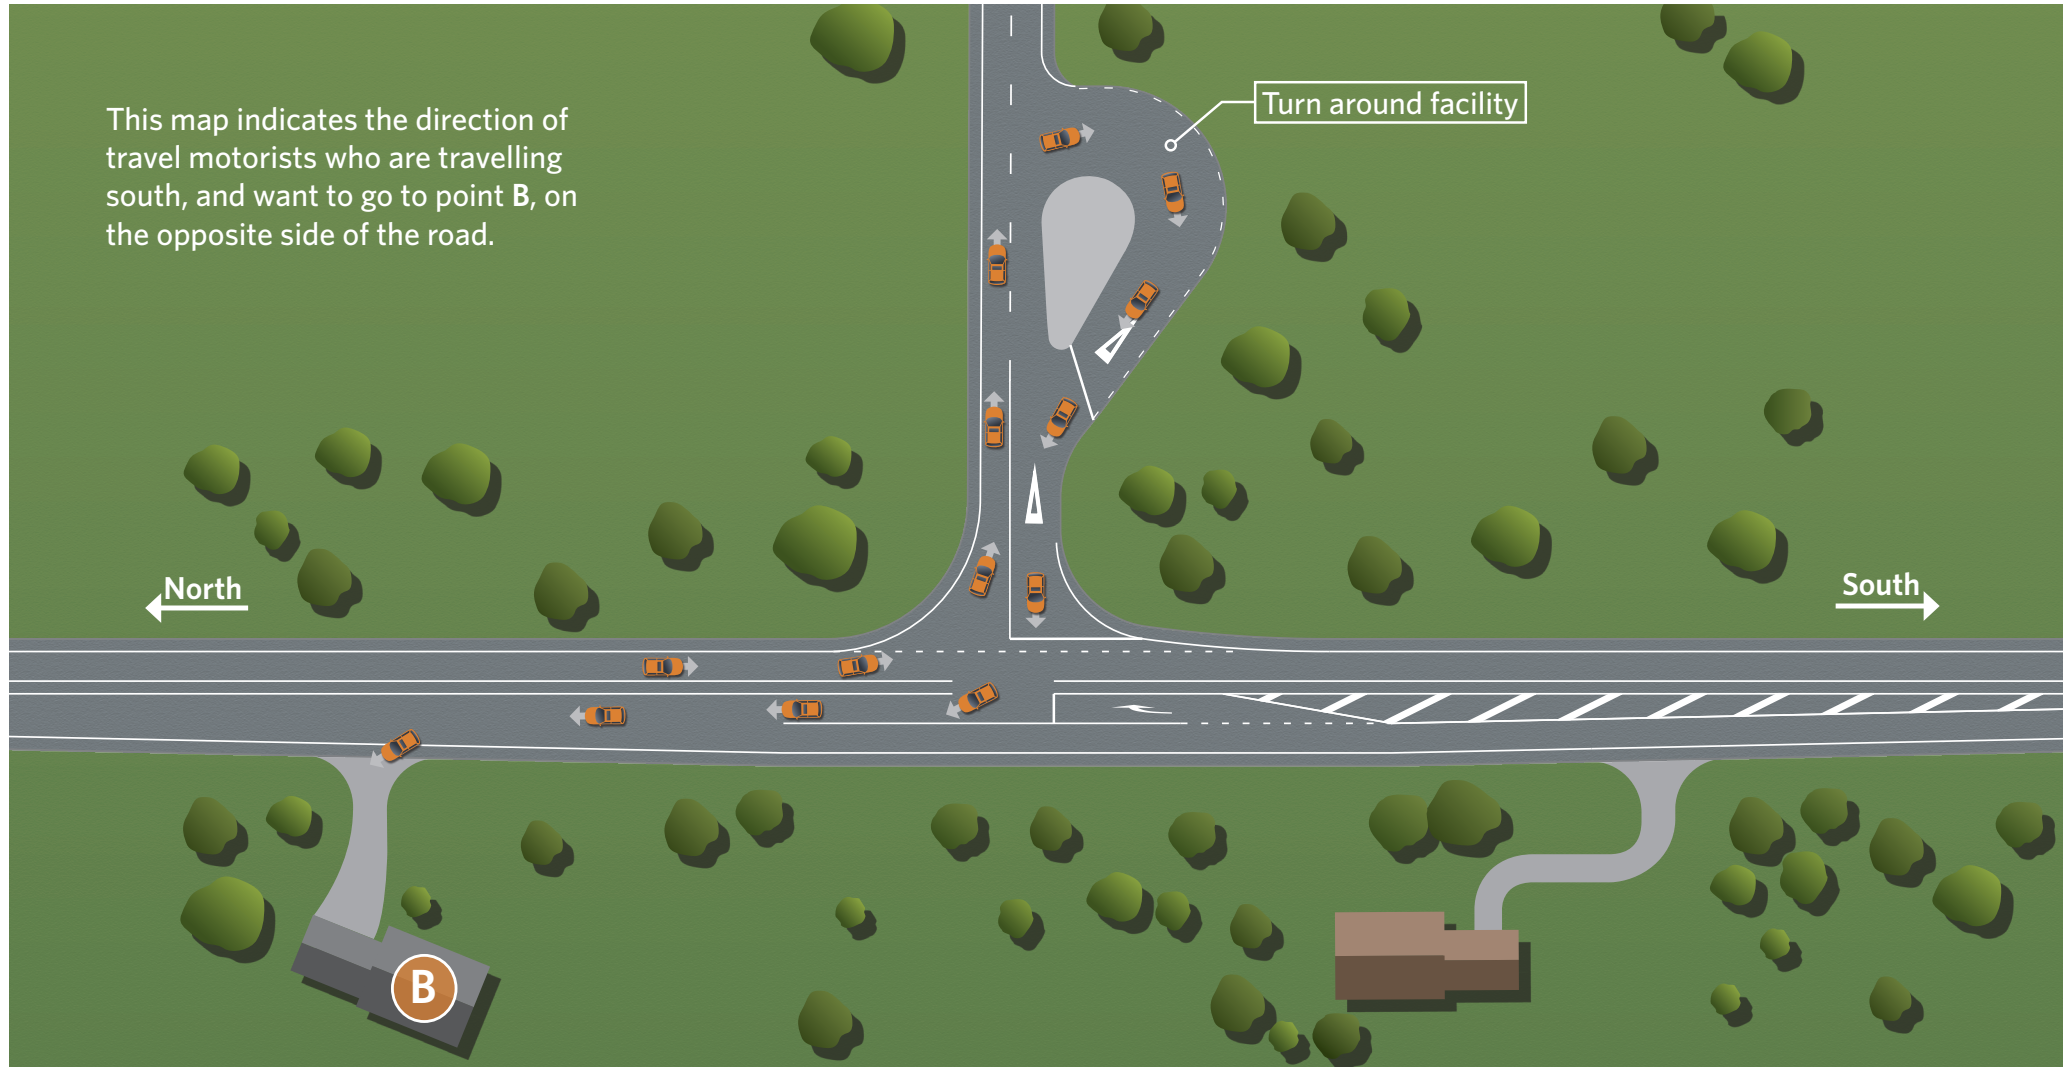 This map indicates the direction of
travel motorists who are travelling
south, and want to go to point B, on
the opposite side of the road.
Turn around facility
North
South
B